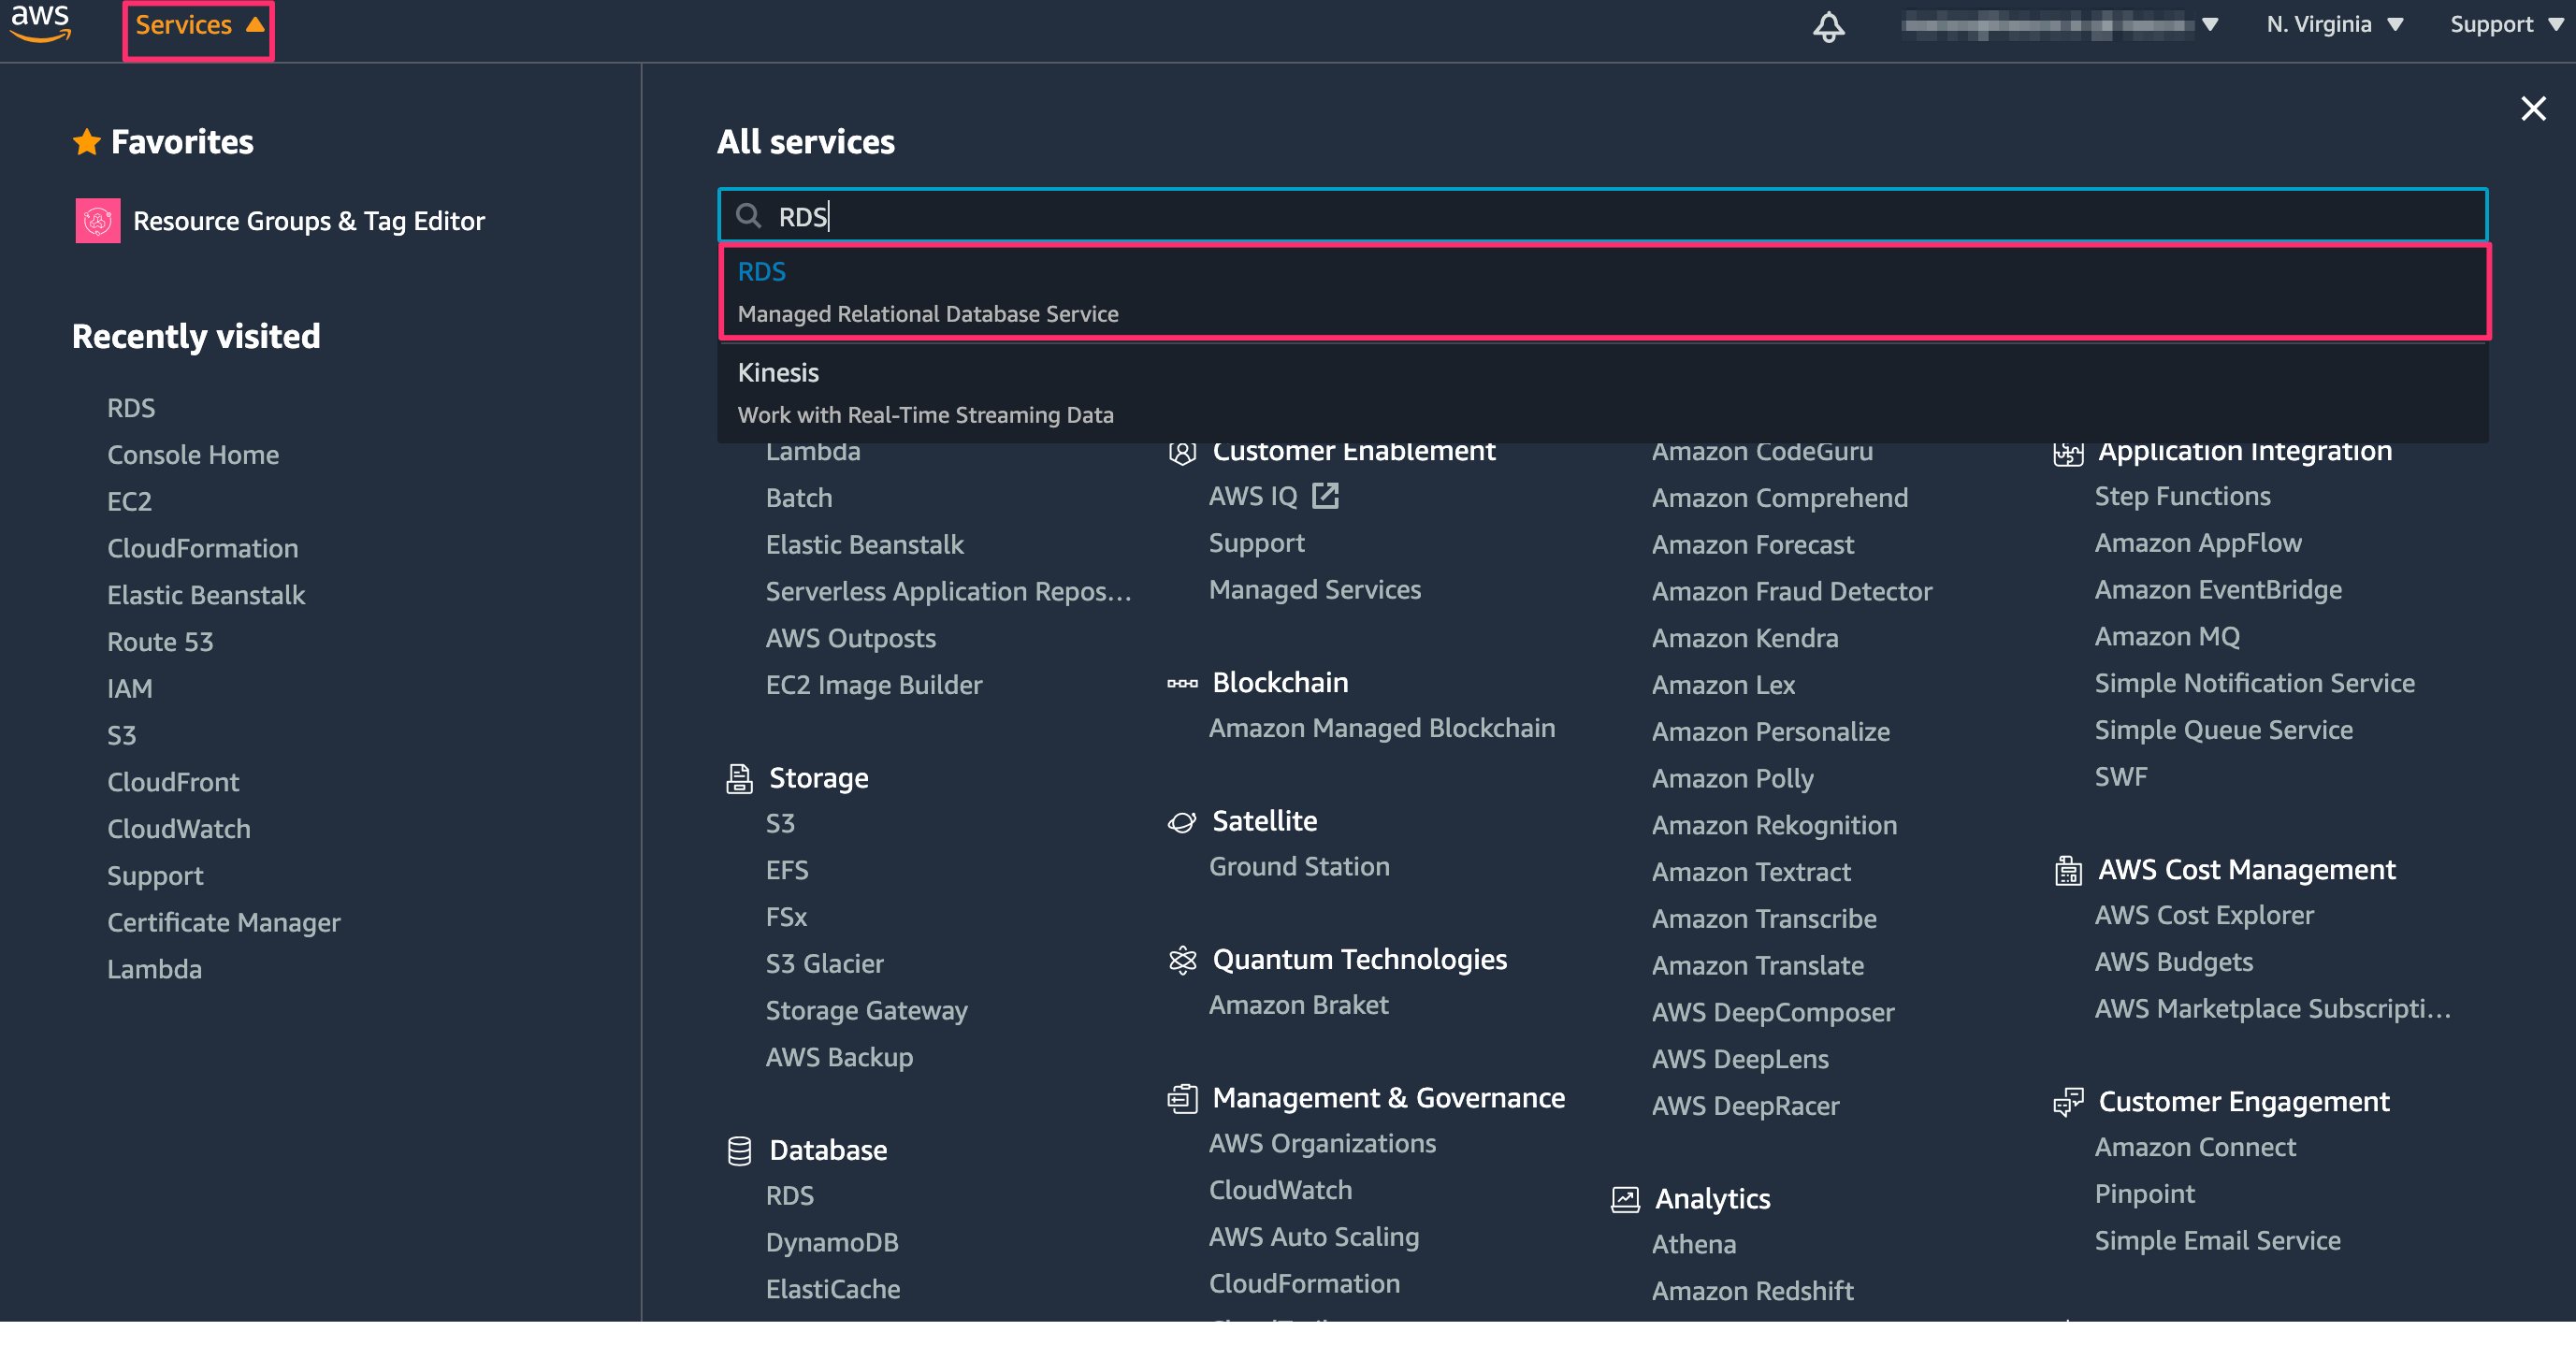 aws
Services
N. Virginia
Support
Favorites
Resource Groups & Tag Editor
Recently visited
RDS
Console Home
EC2
CloudFormation
Elastic Beanstalk
Route 53
IAM
S3
CloudFront
CloudWatch
Support
Certificate Manager
Lambda
All services
RDS
RDS
Managed Relational Database Service
Kinesis
Work with Real-Time Streaming Data
Lambda
Batch
Elastic Beanstalk
Serverless Application Repos...
AWS Outposts
EC2 Image Builder
Storage
S3
EFS
FSx
S3 Glacier
Storage Gateway
AWS Backup
Database
RDS
DynamoDB
ElastiCache
Customer Enablement
AWS IQ
Support
Managed Services
Blockchain
Amazon Managed Blockchain
Satellite
Ground Station
Quantum Technologies
Amazon Braket
Management & Governance
AWS Organizations
CloudWatch
AWS Auto Scaling
CloudFormation
Amazon CodeGuru
Amazon Comprehend
Amazon Forecast
Amazon Fraud Detector
Amazon Kendra
Amazon Lex
Amazon Personalize
Amazon Polly
Amazon Rekognition
Amazon Textract
Amazon Transcribe
Amazon Translate
AWS DeepComposer
AWS DeepLens
AWS DeepRacer
Analytics
Athena
Amazon Redshift
Application Integration
Step Functions
Amazon AppFlow
Amazon EventBridge
Amazon MQ
Simple Notification Service
Simple Queue Service
SWF
AWS Cost Management
AWS Cost Explorer
AWS Budgets
AWS Marketplace Subscripti...
Customer Engagement
Amazon Connect
Pinpoint
Simple Email Service